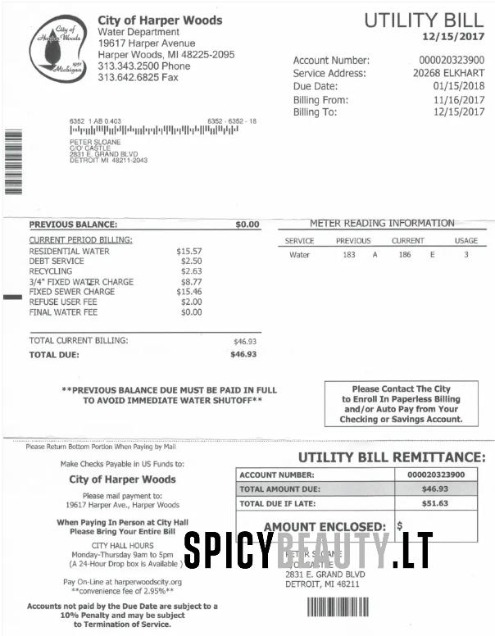 City of Harper Woods
Water Department
19617 Harper Avenue
Harper Woods, MI 48225-2095
313.343.2500 Phone
313.642.6825 Fax
City of
Harper Woods
Michigan
UTILITY BILL
12/15/2017
Account Number: 000020323900
Service Address: 20268 ELKHART
Due Date: 01/15/2018
Billing From: 11/16/2017
Billing To: 12/15/2017
6352 1 AB 0.403 6352 - 6352 - 18
PETER SLOANE
C/O CASTLE
2831 E. GRAND BLVD
DETROIT MI 48211-2043
PREVIOUS BALANCE: $0.00
CURRENT PERIOD BILLING:
RESIDENTIAL WATER $15.57
DEBT SERVICE $2.50
RECYCLING $2.63
3/4" FIXED WATER CHARGE $8.77
FIXED SEWER CHARGE $15.46
REFUSE USER FEE $2.00
FINAL WATER FEE $0.00
TOTAL CURRENT BILLING: $46.93
TOTAL DUE: $46.93
METER READING INFORMATION
SERVICE PREVIOUS CURRENT USAGE
Water 183 A 186 E 3
**PREVIOUS BALANCE DUE MUST BE PAID IN FULL
TO AVOID IMMEDIATE WATER SHUTOFF**
Please Contact The City
to Enroll In Paperless Billing
and/or Auto Pay from Your
Checking or Savings Account.
Please Return Bottom Portion When Paying by Mail
Make Checks Payable in US Funds to:
City of Harper Woods
Please mail payment to:
19617 Harper Ave., Harper Woods
When Paying In Person at City Hall
Please Bring Your Entire Bill
CITY HALL HOURS
Monday-Thursday 9am to 5pm
(A 24-Hour Drop box is Available)
Pay On-Line at harperwoodscity.org
**convenience fee of 2.95%**
Accounts not paid by the Due Date are subject to a
10% Penalty and may be subject
to Termination of Service.
UTILITY BILL REMITTANCE:
ACCOUNT NUMBER: 000020323900
TOTAL AMOUNT DUE: $46.93
TOTAL DUE IF LATE: $51.63
AMOUNT ENCLOSED: $
SPICYBEAUTY.LT
PETER SLOANE
C/O CASTLE
2831 E. GRAND BLVD
DETROIT, MI 48211